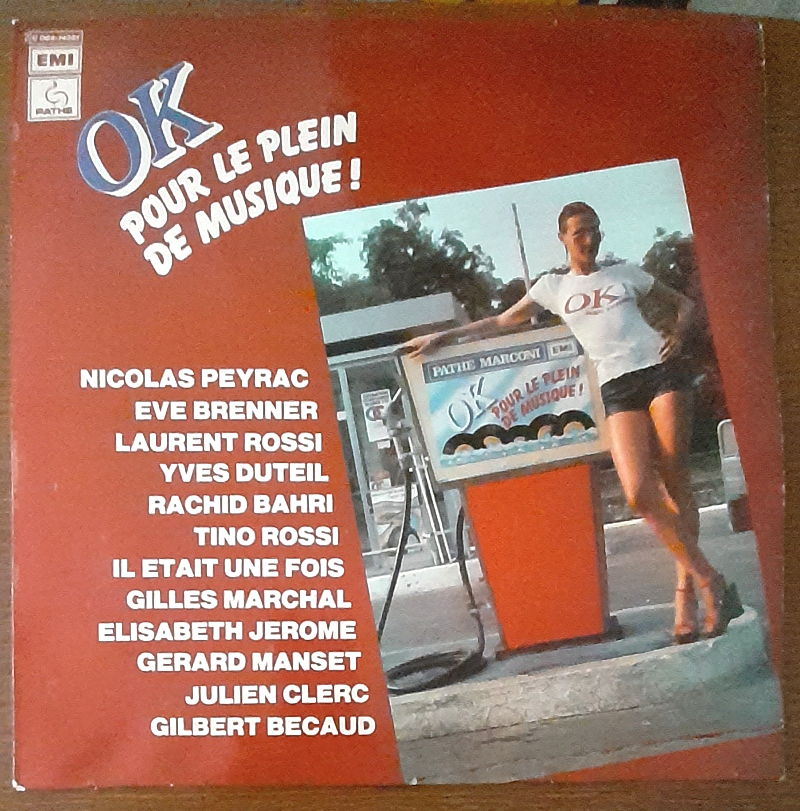 EMI
PATHE
OK
POUR LE PLEIN
DE MUSIQUE !
NICOLAS PEYRAC
EVE BRENNER
LAURENT ROSSI
YVES DUTEIL
RACHID BAHRI
TINO ROSSI
IL ETAIT UNE FOIS
GILLES MARCHAL
ELISABETH JEROME
GERARD MANSET
JULIEN CLERC
GILBERT BECAUD
OK
PATHE MARCONI EMI
OK
POUR LE PLEIN
DE MUSIQUE !